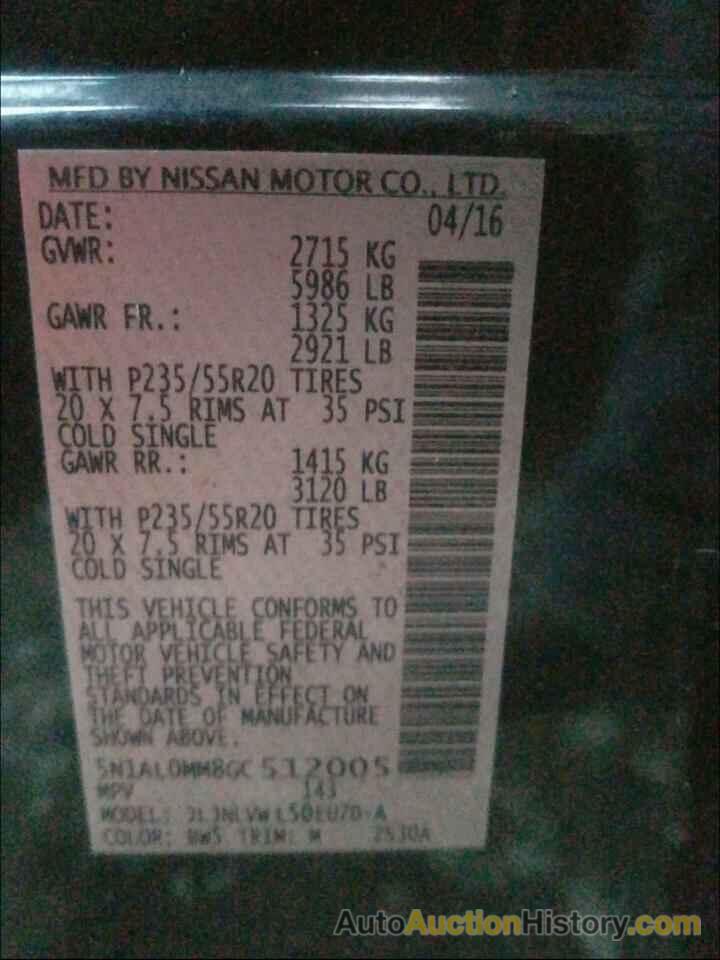 MFD BY NISSAN MOTOR CO., LTD.
DATE: 04/16
GVWR: 2715 KG
5986 LB
GAWR FR.: 1325 KG
2921 LB
WITH P235/55R20 TIRES
20 X 7.5 RIMS AT 35 PSI
COLD SINGLE
GAWR RR.: 1415 KG
3120 LB
WITH P235/55R20 TIRES
20 X 7.5 RIMS AT 35 PSI
COLD SINGLE
THIS VEHICLE CONFORMS TO
ALL APPLICABLE FEDERAL
MOTOR VEHICLE SAFETY AND
THEFT PREVENTION
STANDARDS IN EFFECT ON
THE DATE OF MANUFACTURE
SHOWN ABOVE.
5N1AL0MM8GC512005
MPV 143
MODEL:
COLOR: TRIM:
AutoAuctionHistory.com